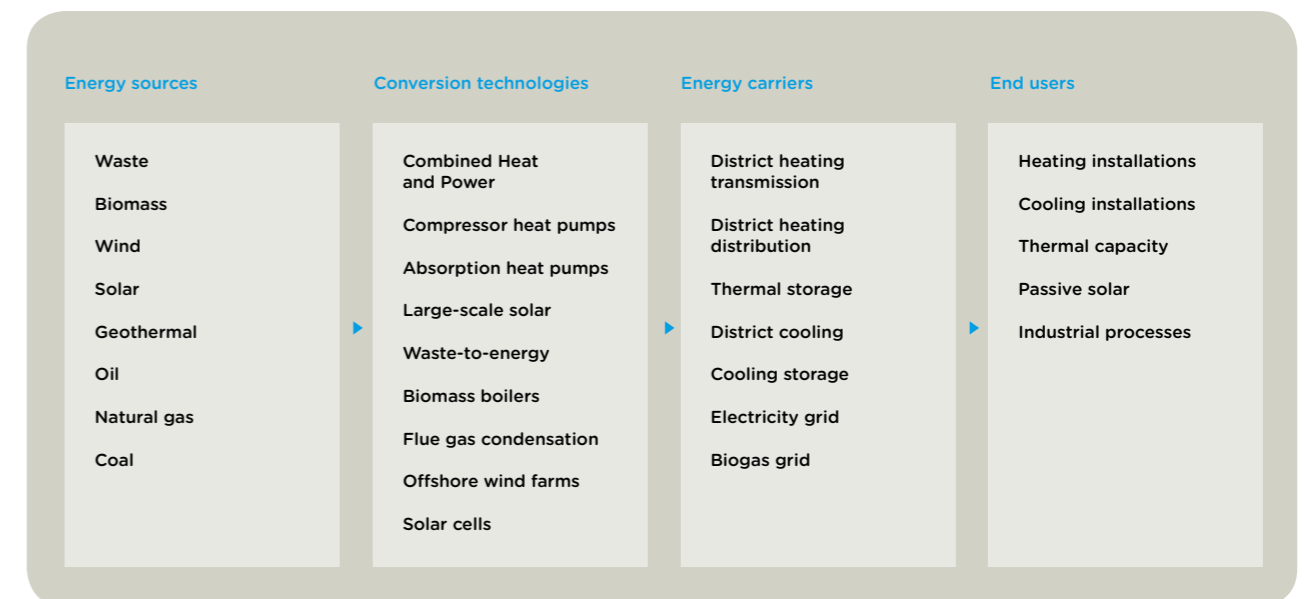 Energy sources
Waste
Biomass
Wind
Solar
Geothermal
Oil
Natural gas
Coal
Conversion technologies
Combined Heat
and Power
Compressor heat pumps
Absorption heat pumps
Large-scale solar
Waste-to-energy
Biomass boilers
Flue gas condensation
Offshore wind farms
Solar cells
Energy carriers
District heating
transmission
District heating
distribution
Thermal storage
District cooling
Cooling storage
Electricity grid
Biogas grid
End users
Heating installations
Cooling installations
Thermal capacity
Passive solar
Industrial processes